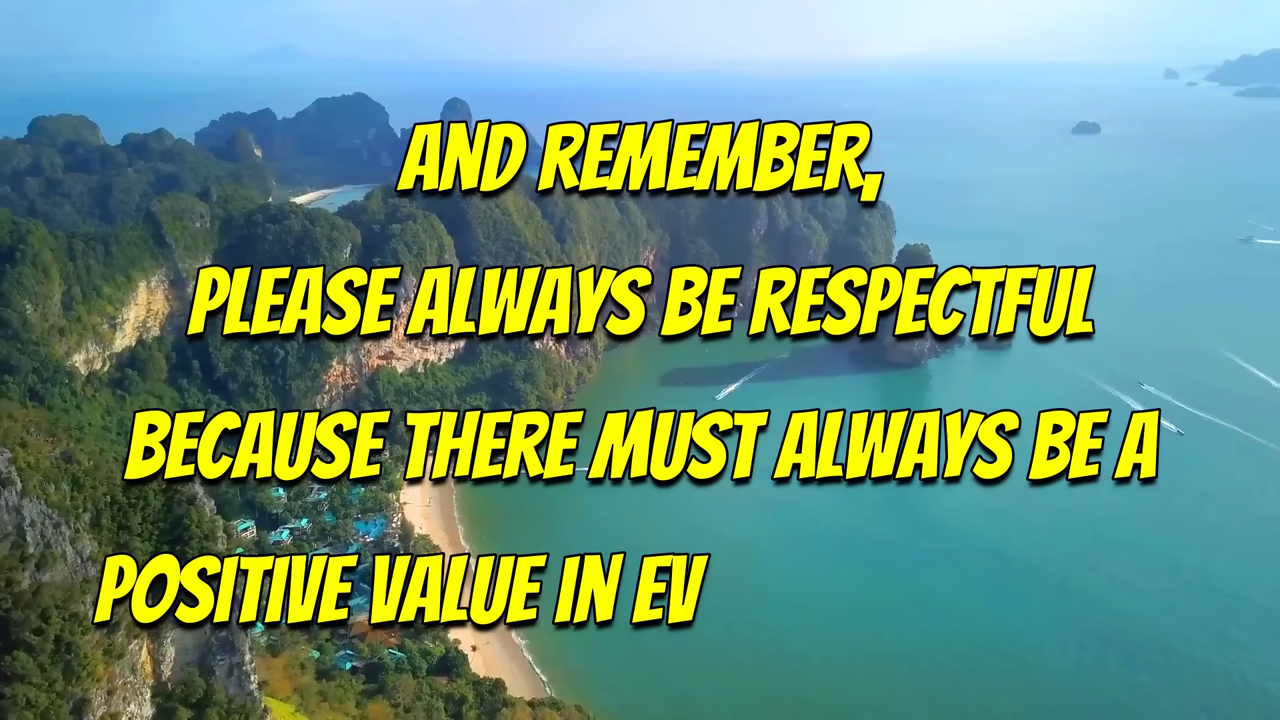 AND REMEMBER,
PLEASE ALWAYS BE RESPECTFUL
BECAUSE THERE MUST ALWAYS BE A
POSITIVE VALUE IN EV